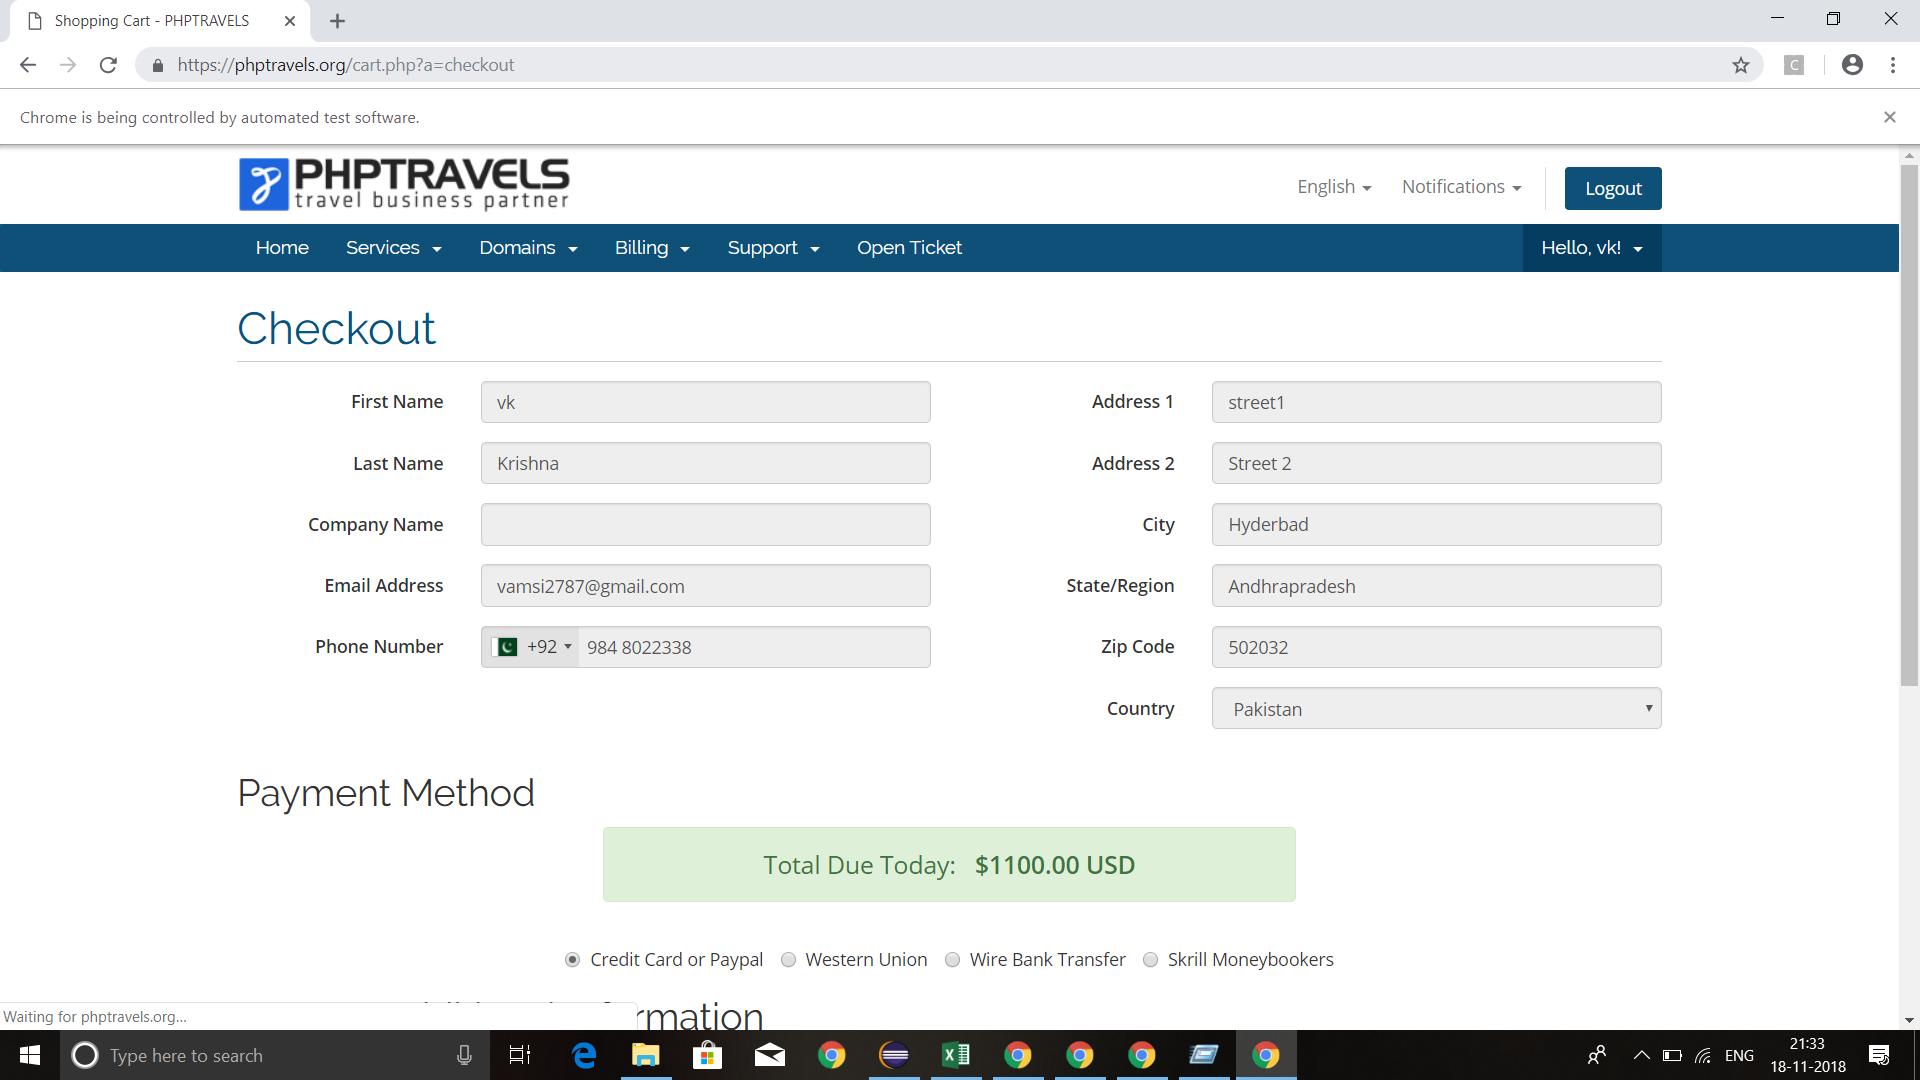 Shopping Cart - PHPTRAVELS
https://phptravels.org/cart.php?a=checkout
C
Chrome is being controlled by automated test software.
PHPTRAVELS
travel business partner
English
Notifications
Logout
Home
Services
Domains
Billing
Support
Open Ticket
Hello, vk!
Checkout
First Name
vk
Address 1
street1
Last Name
Krishna
Address 2
Street 2
Company Name
City
Hyderbad
Email Address
vamsi2787@gmail.com
State/Region
Andhrapradesh
Phone Number
+92
984 8022338
Zip Code
502032
Country
Pakistan
Payment Method
Total Due Today: $1100.00 USD
Credit Card or Paypal
Western Union
Wire Bank Transfer
Skrill Moneybookers
Waiting for phptravels.org...
rmation
Type here to search
ENG
21:33
18-11-2018